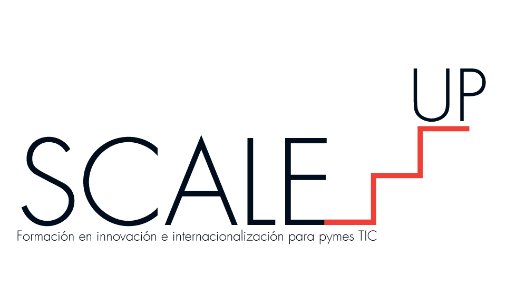 UP
SCALE
Formación en innovación e internacionalización para pymes TIC